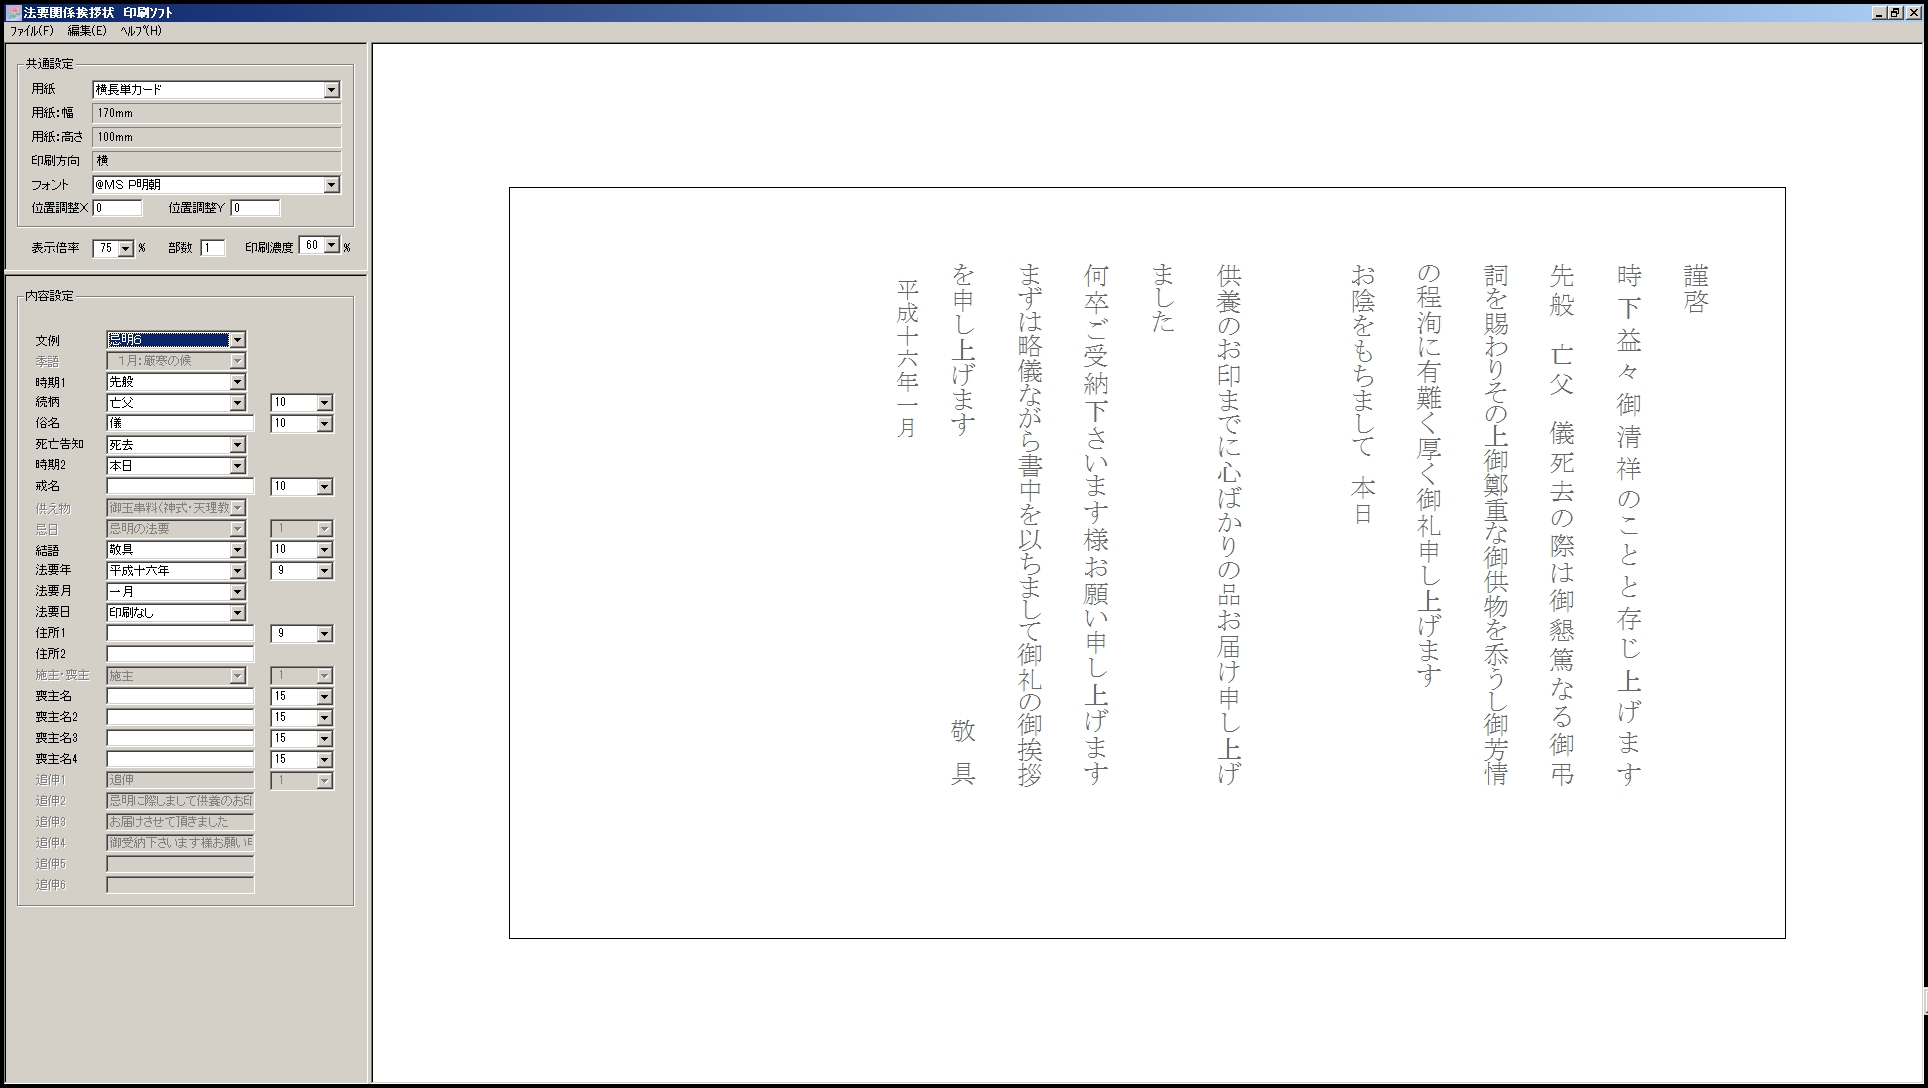 法要関係挨拶状 印刷ソフト
ファイル(F) 編集(E) ヘルプ(H)
共通設定
用紙 横長単カード
用紙:幅 170mm
用紙:高さ 100mm
印刷方向 横
フォント @MS P明朝
位置調整X 0 位置調整Y 0
表示倍率 75 % 部数 1 印刷濃度 60 %
内容設定
文例 忌明6
季語 1月:厳寒の候
時期1 先般
続柄 亡父 10
俗名 儀 10
死亡告知 死去
時期2 本日
戒名 10
供え物 御玉串料(神式・天理教
忌日 忌明の法要 1
結語 敬具 10
法要年 平成十六年 9
法要月 一月
法要日 印刷なし
住所1 9
住所2
施主・喪主 施主 1
喪主名 15
喪主名2 15
喪主名3 15
喪主名4 15
追伸1 追伸 1
追伸2 忌明に際しまして供養のお印
追伸3 お届けさせて頂きました
追伸4 御受納下さいます様お願い
追伸5
追伸6
謹啓
時下益々御清祥のことと存じ上げます
先般 亡父 儀死去の際は御懇篤なる御弔
詞を賜わりその上御鄭重な御供物を忝うし御芳情
の程洵に有難く厚く御礼申し上げます
お陰をもちまして 本日
供養のお印までに心ばかりの品お届け申し上げ
ました
何卒ご受納下さいます様お願い申し上げます
まずは略儀ながら書中を以ちまして御礼の御挨拶
を申し上げます 敬具
平成十六年一月